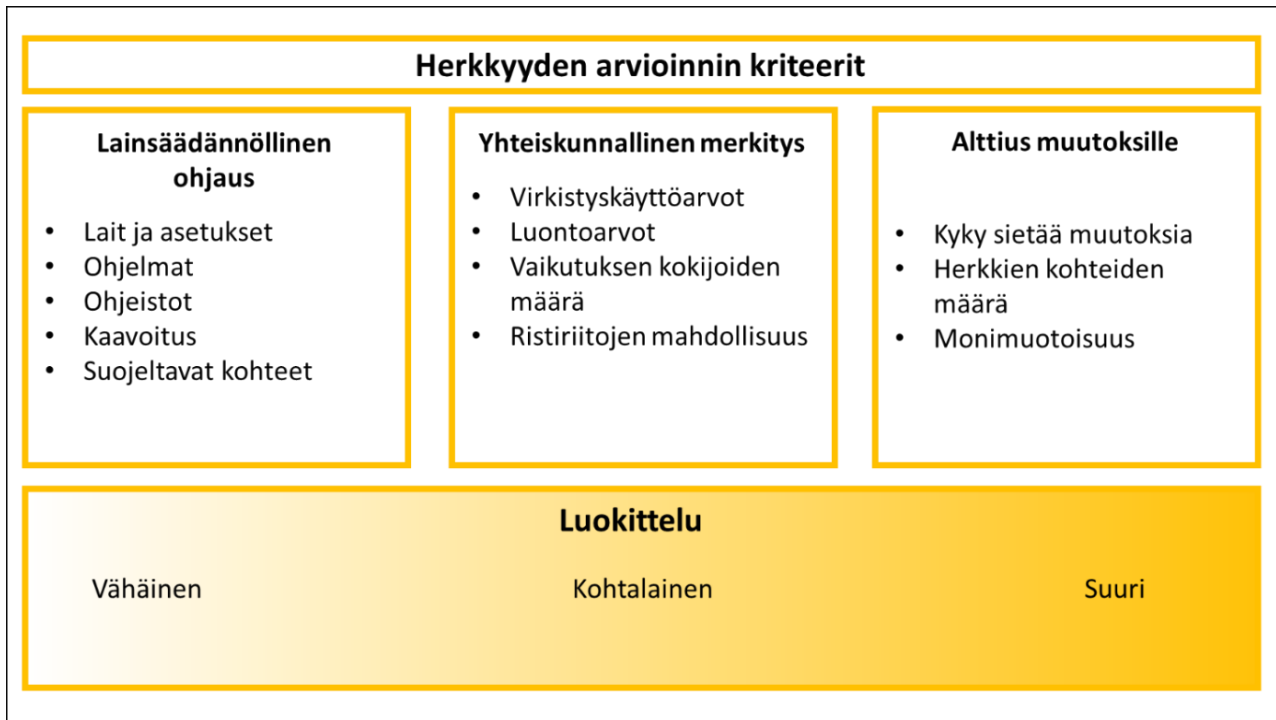 Herkkyyden arvioinnin kriteerit
Lainsäädännöllinen
ohjaus
• Lait ja asetukset
• Ohjelmat
• Ohjeistot
• Kaavoitus
• Suojeltavat kohteet
Yhteiskunnallinen merkitys
• Virkistyskäyttöarvot
• Luontoarvot
• Vaikutuksen kokijoiden
määrä
• Ristiriitojen mahdollisuus
Alttius muutoksille
• Kyky sietää muutoksia
• Herkkien kohteiden
määrä
• Monimuotoisuus
Luokittelu
Vähäinen
Kohtalainen
Suuri